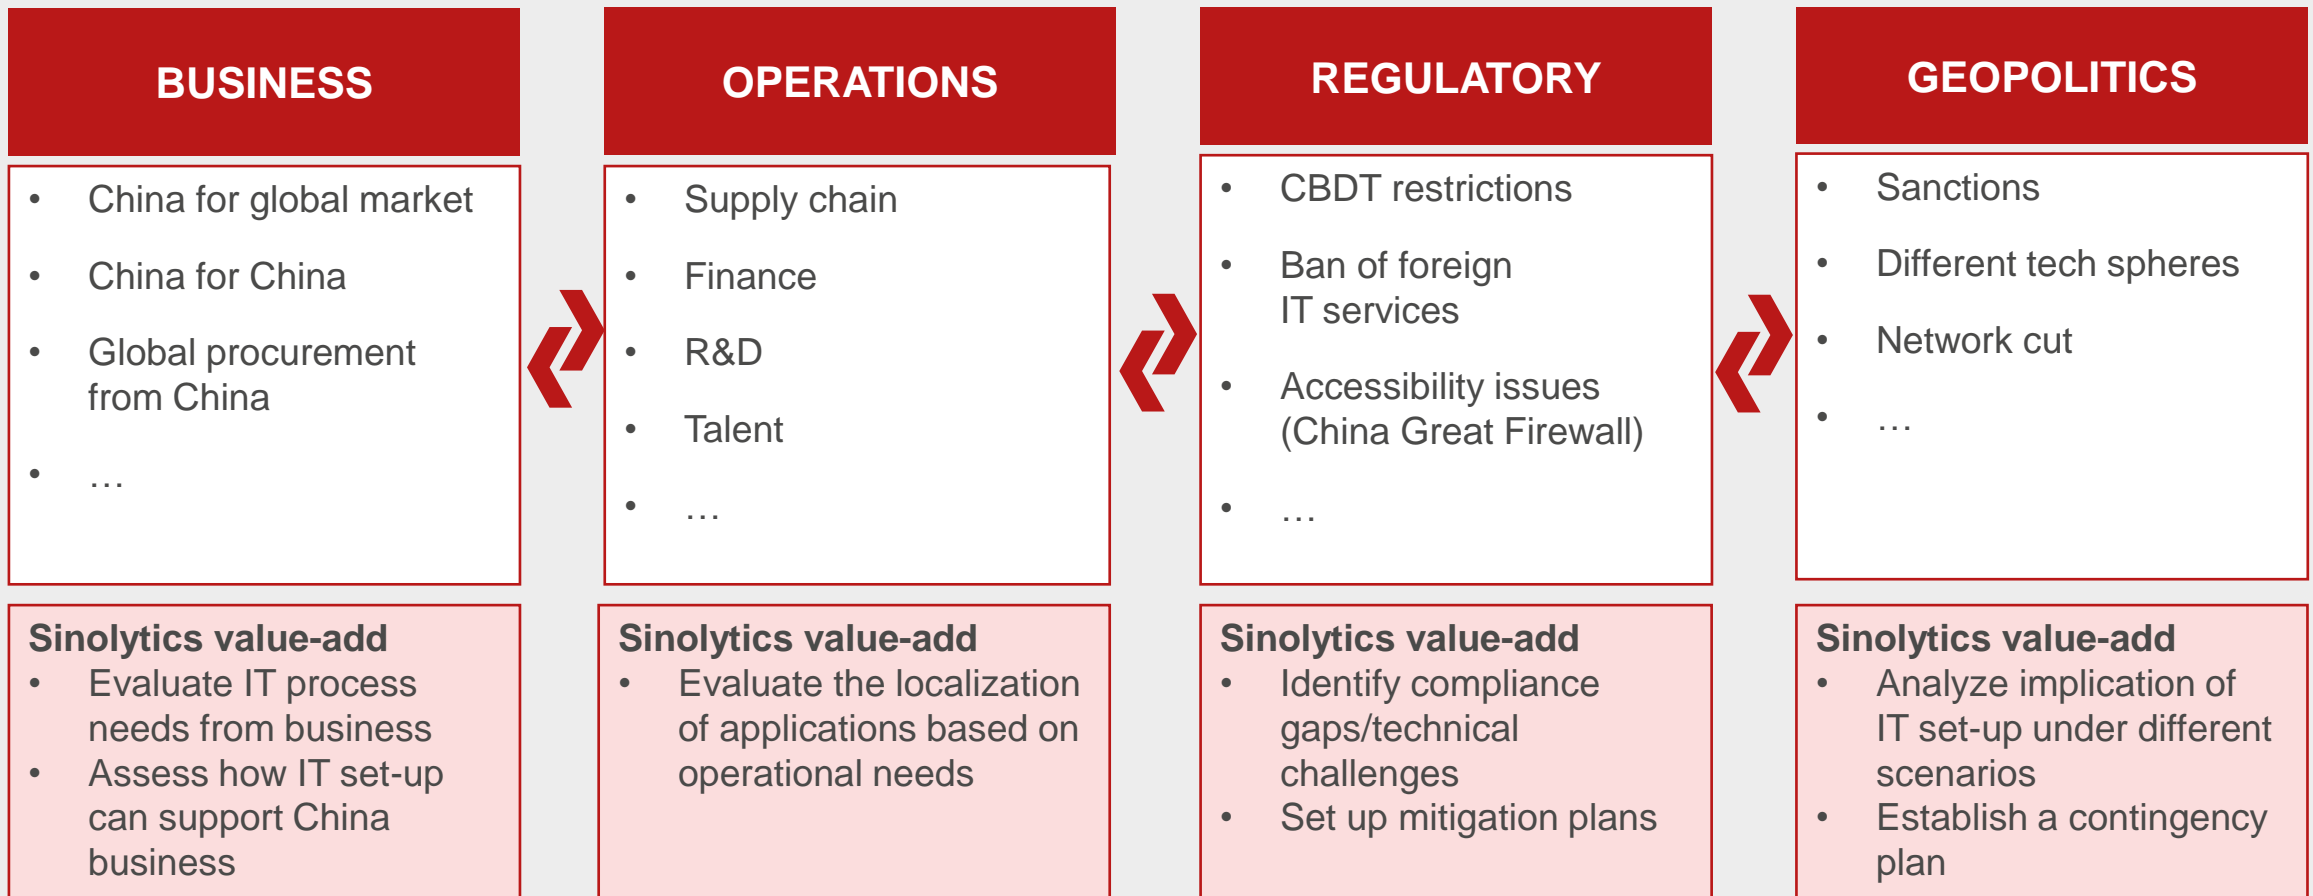 BUSINESS
• China for global market
• China for China
• Global procurement
from China
• …
Sinolytics value-add
• Evaluate IT process
needs from business
• Assess how IT set-up
can support China
business
OPERATIONS
• Supply chain
• Finance
• R&D
• Talent
• …
Sinolytics value-add
• Evaluate the localization
of applications based on
operational needs
REGULATORY
• CBDT restrictions
• Ban of foreign
IT services
• Accessibility issues
(China Great Firewall)
• …
Sinolytics value-add
• Identify compliance
gaps/technical
challenges
• Set up mitigation plans
GEOPOLITICS
• Sanctions
• Different tech spheres
• Network cut
• …
Sinolytics value-add
• Analyze implication of
IT set-up under different
scenarios
• Establish a contingency
plan